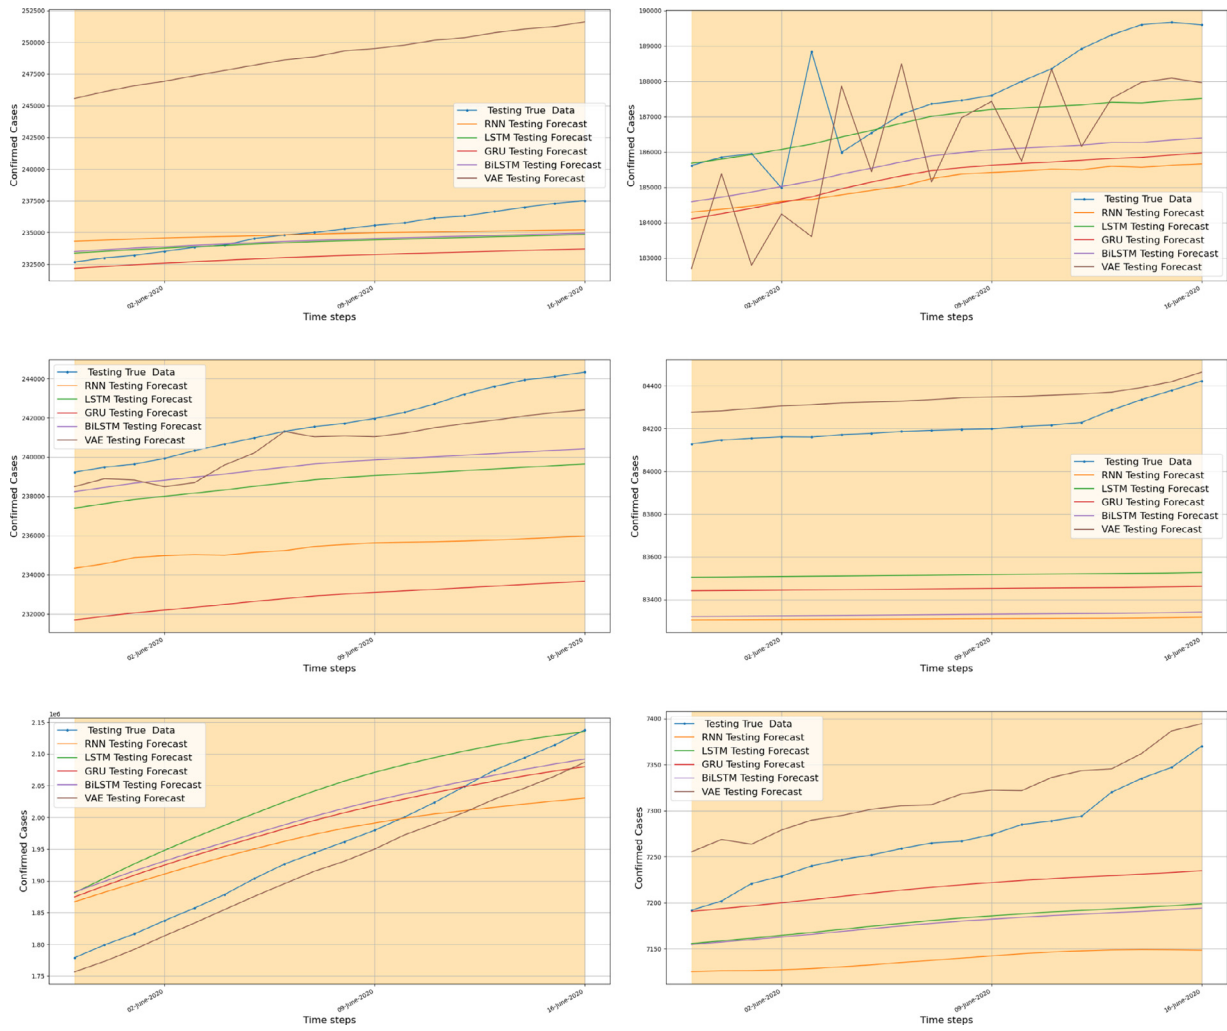 252500
250000
247500
245000
242500
240000
237500
235000
232500
Confirmed Cases
Testing True Data
RNN Testing Forecast
LSTM Testing Forecast
GRU Testing Forecast
BiLSTM Testing Forecast
VAE Testing Forecast
02-June-2020
09-June-2020
16-June-2020
Time steps
190000
189000
188000
187000
186000
185000
184000
183000
Confirmed Cases
Testing True Data
RNN Testing Forecast
LSTM Testing Forecast
GRU Testing Forecast
BiLSTM Testing Forecast
VAE Testing Forecast
02-June-2020
09-June-2020
16-June-2020
Time steps
244000
242000
240000
238000
236000
234000
232000
Confirmed Cases
Testing True Data
RNN Testing Forecast
LSTM Testing Forecast
GRU Testing Forecast
BiLSTM Testing Forecast
VAE Testing Forecast
02-June-2020
09-June-2020
16-June-2020
Time steps
84400
84200
84000
83800
83600
83400
Confirmed Cases
Testing True Data
RNN Testing Forecast
LSTM Testing Forecast
GRU Testing Forecast
BiLSTM Testing Forecast
VAE Testing Forecast
02-June-2020
09-June-2020
16-June-2020
Time steps
1e6
2.15
2.10
2.05
2.00
1.95
1.90
1.85
1.80
1.75
Confirmed Cases
Testing True Data
RNN Testing Forecast
LSTM Testing Forecast
GRU Testing Forecast
BiLSTM Testing Forecast
VAE Testing Forecast
02-June-2020
09-June-2020
16-June-2020
Time steps
7400
7350
7300
7250
7200
7150
Confirmed Cases
Testing True Data
RNN Testing Forecast
LSTM Testing Forecast
GRU Testing Forecast
BiLSTM Testing Forecast
VAE Testing Forecast
02-June-2020
09-June-2020
16-June-2020
Time steps